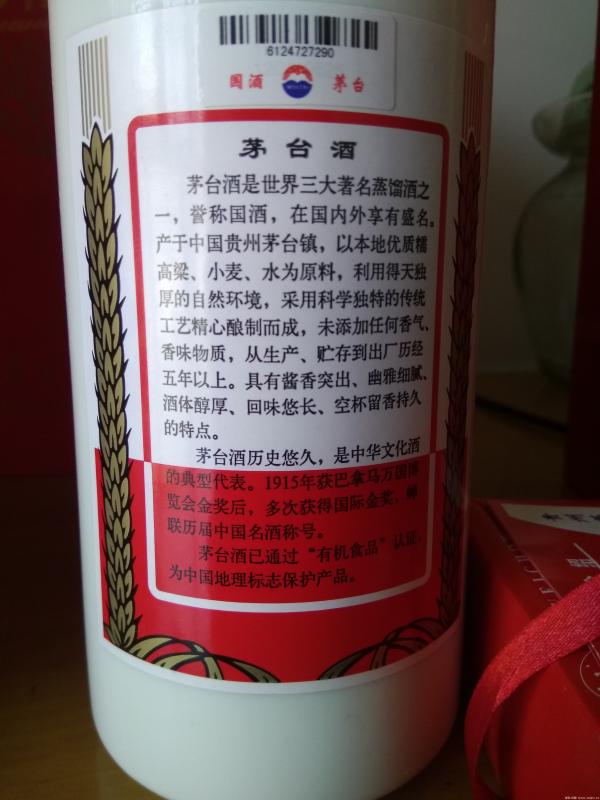 6124727290
国酒 茅台
茅台酒
茅台酒是世界三大著名蒸馏酒之
一，誉称国酒，在国内外享有盛名。
产于中国贵州茅台镇，以本地优质糯
高粱、小麦、水为原料，利用得天独
厚的自然环境，采用科学独特的传统
工艺精心酿制而成，未添加任何香气、
香味物质，从生产、贮存到出厂历经
五年以上。具有酱香突出、幽雅细腻、
酒体醇厚、回味悠长、空杯留香持久
的特点。
茅台酒历史悠久，是中华文化酒
的典型代表。1915年获巴拿马万国博
览会金奖后，多次获得国际金奖，蝉
联历届中国名酒称号。
茅台酒已通过“有机食品”认证，
为中国地理标志保护产品。